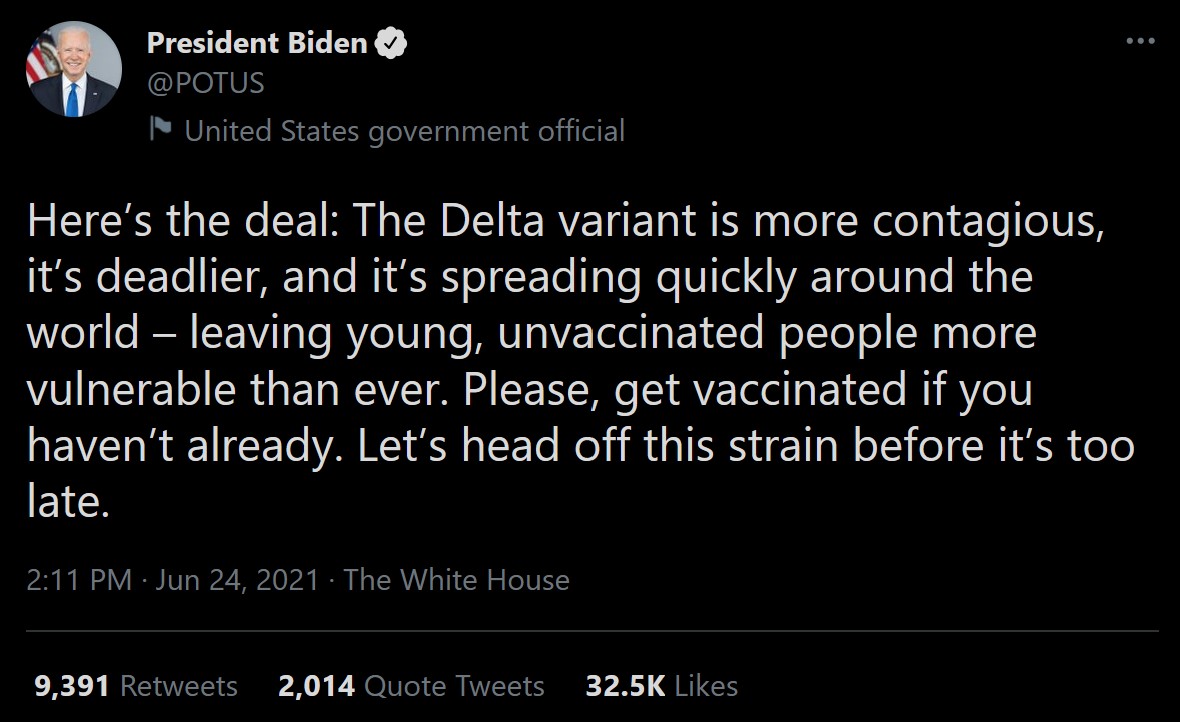 President Biden
@POTUS
United States government official
Here’s the deal: The Delta variant is more contagious,
it’s deadlier, and it’s spreading quickly around the
world – leaving young, unvaccinated people more
vulnerable than ever. Please, get vaccinated if you
haven’t already. Let’s head off this strain before it’s too
late.
2:11 PM · Jun 24, 2021 · The White House
9,391 Retweets 2,014 Quote Tweets 32.5K Likes